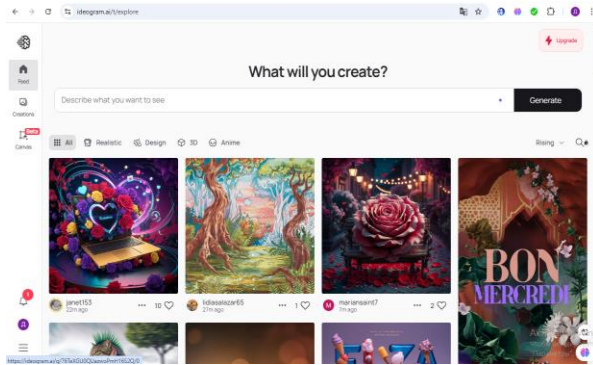 ideogram.ai/t/explore
Upgrade
What will you create?
Feed
Describe what you want to see
Generate
Creations
Beta
Canvas
All Realistic Design 3D Anime
Rising
BON
MERCREDI
janet153
22m ago
10
lidiasalazar65
27m ago
1
M
mariansaint7
7m ago
2
Л